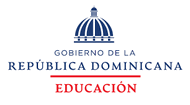 GOBIERNO DE LA
REPÚBLICA DOMINICANA
EDUCACIÓN